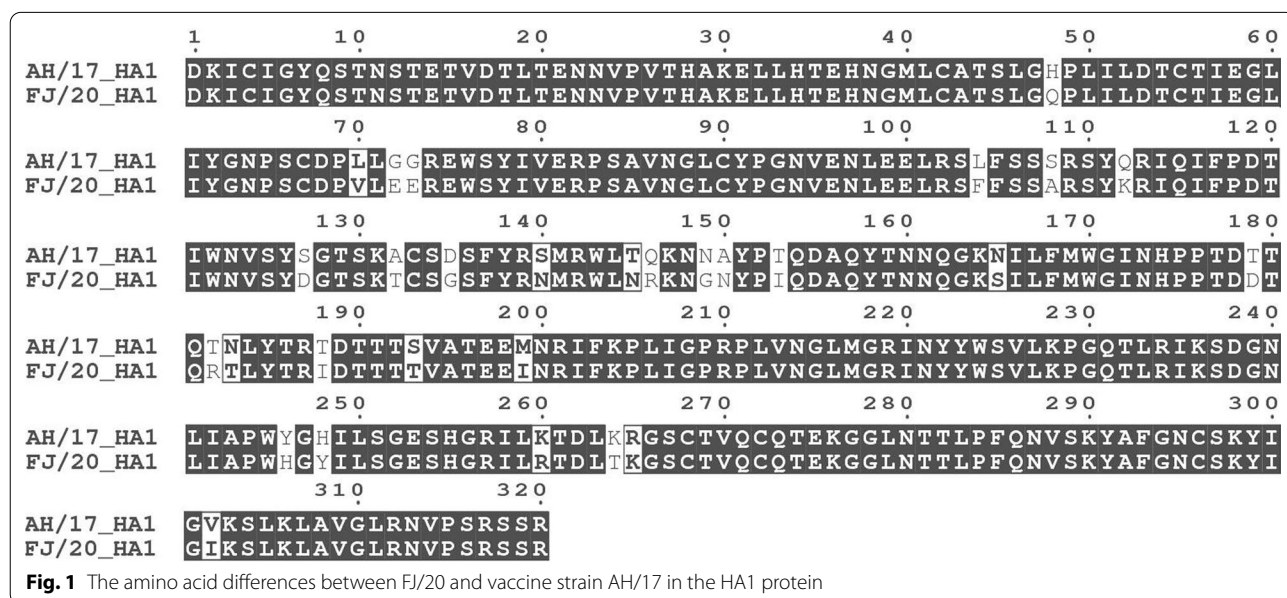 1 10 20 30 40 50 60
AH/17_HA1 DKICIGYQSTNSTETVDTLTENNVPVTHAKELLHTEHNGMLCATSLGHPLILDTCTIEGL
FJ/20_HA1 DKICIGYQSTNSTETVDTLTENNVPVTHAKELLHTEHNGMLCATSLGQPLILDTCTIEGL
70 80 90 100 110 120
AH/17_HA1 IYGNPSCDPLLGGREWSYIVERPSAVNGLCYPGNVENLEELRSLFSSSRSYQRIQIFPDT
FJ/20_HA1 IYGNPSCDPVLEEREWSYIVERPSAVNGLCYPGNVENLEELRSFFSSARSYKRIQIFPDT
130 140 150 160 170 180
AH/17_HA1 IWNVSYSGTSKACSDSFYRSMRWLTQKNNAYPTQDAQYTNNQGKNILFMWGINHPPTDTT
FJ/20_HA1 IWNVSYDGTSKTCSGSFYRNMRWLNRKNGNYPIQDAQYTNNQGKSILFMWGINHPPTDDT
190 200 210 220 230 240
AH/17_HA1 QTNLYTRTDTTTSVATEEMNRIFKPLIGPRPLVNGLMGRINYYWSVLKPGQTLRIKSDGN
FJ/20_HA1 QRTLYTRIDTTTTVATEEINRIFKPLIGPRPLVNGLMGRINYYWSVLKPGQTLRIKSDGN
250 260 270 280 290 300
AH/17_HA1 LIAPWYGHILSGESHGRILKTDLKRGSCTVQCQTEKGGLNTTLPFQNVSKYAFGNCSKYI
FJ/20_HA1 LIAPWHGYILSGESHGRILRTDLTKGSCTVQCQTEKGGLNTTLPFQNVSKYAFGNCSKYI
310 320
AH/17_HA1 GVKSLKLAVGLRNVPSRSSR
FJ/20_HA1 GIKSLKLAVGLRNVPSRSSR
Fig. 1 The amino acid differences between FJ/20 and vaccine strain AH/17 in the HA1 protein